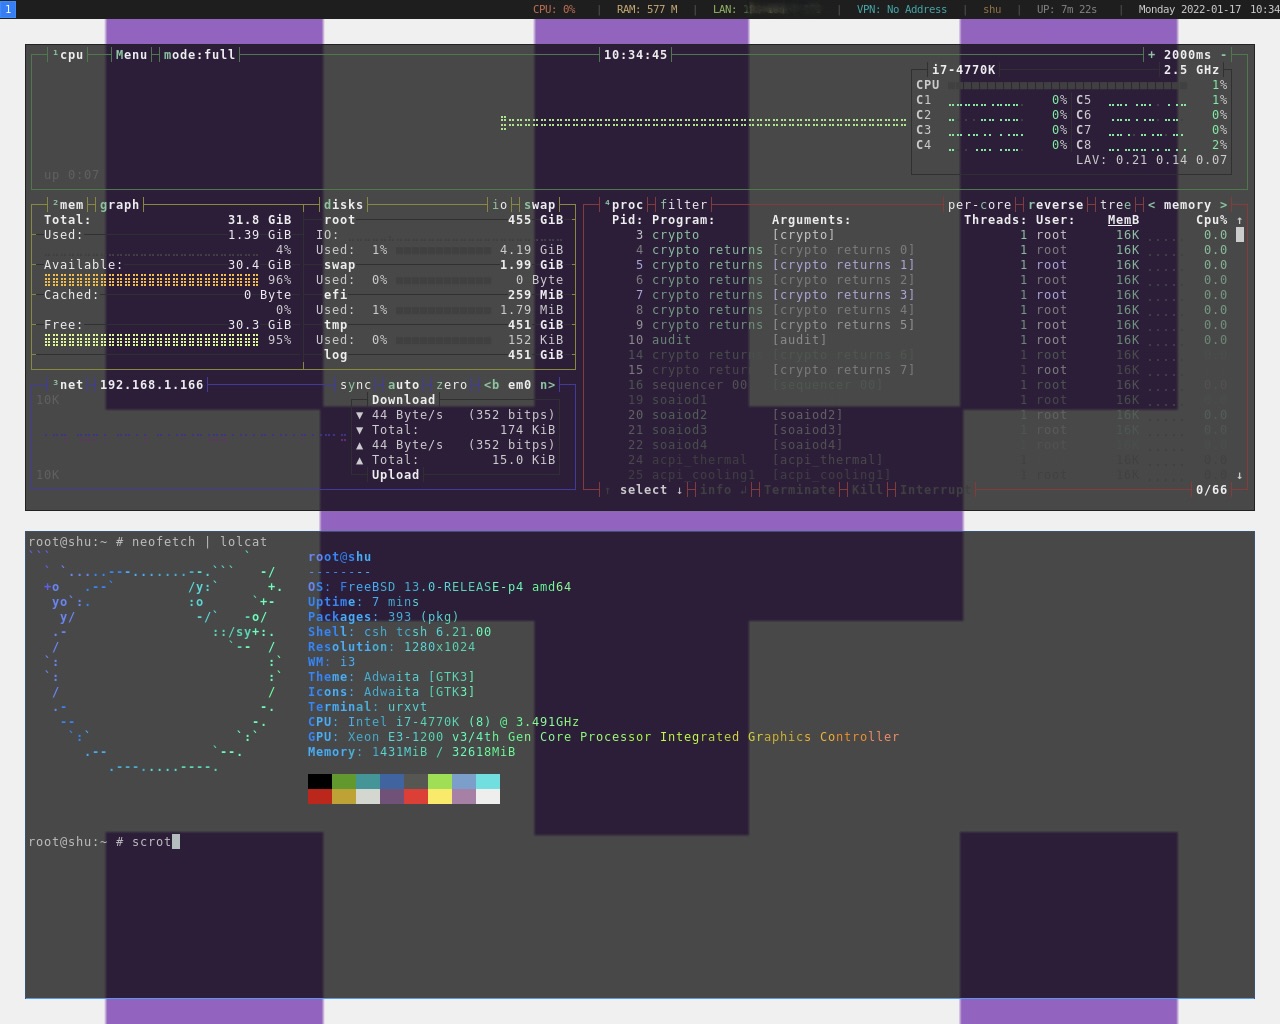 1 CPU: 0% | RAM: 577 M | LAN: | VPN: No Address | shu | UP: 7m 22s | Monday 2022-01-17 10:34
¹cpu Menu mode:full 10:34:45 + 2000ms -
i7-4770K 2.5 GHz
CPU 1%
C1 0% C5 1%
C2 0% C6 0%
C3 0% C7 0%
C4 0% C8 2%
LAV: 0.21 0.14 0.07
up 0:07
²mem graph disks io swap
Total: 31.8 GiB root 455 GiB
Used: 1.39 GiB IO:
4% Used: 1% 4.19 GiB
Available: 30.4 GiB swap 1.99 GiB
96% Used: 0% 0 Byte
Cached: 0 Byte efi 259 MiB
0% Used: 1% 1.79 MiB
Free: 30.3 GiB tmp 451 GiB
95% Used: 0% 152 KiB
log 451 GiB
³net 192.168.1.166 sync auto zero <b em0 n>
10K Download
▼ 44 Byte/s (352 bitps)
▼ Total: 174 KiB
▲ 44 Byte/s (352 bitps)
▲ Total: 15.0 KiB
10K Upload
⁴proc filter per-core reverse tree < memory >
Pid: Program: Arguments: Threads: User: MemB Cpu% ↑
3 crypto [crypto] 1 root 16K 0.0
4 crypto returns [crypto returns 0] 1 root 16K 0.0
5 crypto returns [crypto returns 1] 1 root 16K 0.0
6 crypto returns [crypto returns 2] 1 root 16K 0.0
7 crypto returns [crypto returns 3] 1 root 16K 0.0
8 crypto returns [crypto returns 4] 1 root 16K 0.0
9 crypto returns [crypto returns 5] 1 root 16K 0.0
10 audit [audit] 1 root 16K 0.0
14 crypto returns [crypto returns 6] 1 root 16K
15 crypto returns [crypto returns 7] 1 root 16K
16 sequencer 00 [sequencer 00] 1 root 16K 0.0
19 soaiod1 1 root 16K
20 soaiod2 [soaiod2] 1 root 16K 0.0
21 soaiod3 [soaiod3] 1 root 16K 0.0
22 soaiod4 [soaiod4] root 16K
24 acpi_thermal [acpi_thermal] 1 root 16K
25 acpi_cooling1 [acpi_cooling1] 1 root 16K ↓
↑ select ↓ info ↲ Terminate Kill Interrupt 0/66
root@shu:~ # neofetch | lolcat
root@shu
--------
OS: FreeBSD 13.0-RELEASE-p4 amd64
Uptime: 7 mins
Packages: 393 (pkg)
Shell: csh tcsh 6.21.00
Resolution: 1280x1024
WM: i3
Theme: Adwaita [GTK3]
Icons: Adwaita [GTK3]
Terminal: urxvt
CPU: Intel i7-4770K (8) @ 3.491GHz
GPU: Xeon E3-1200 v3/4th Gen Core Processor Integrated Graphics Controller
Memory: 1431MiB / 32618MiB
root@shu:~ # scrot